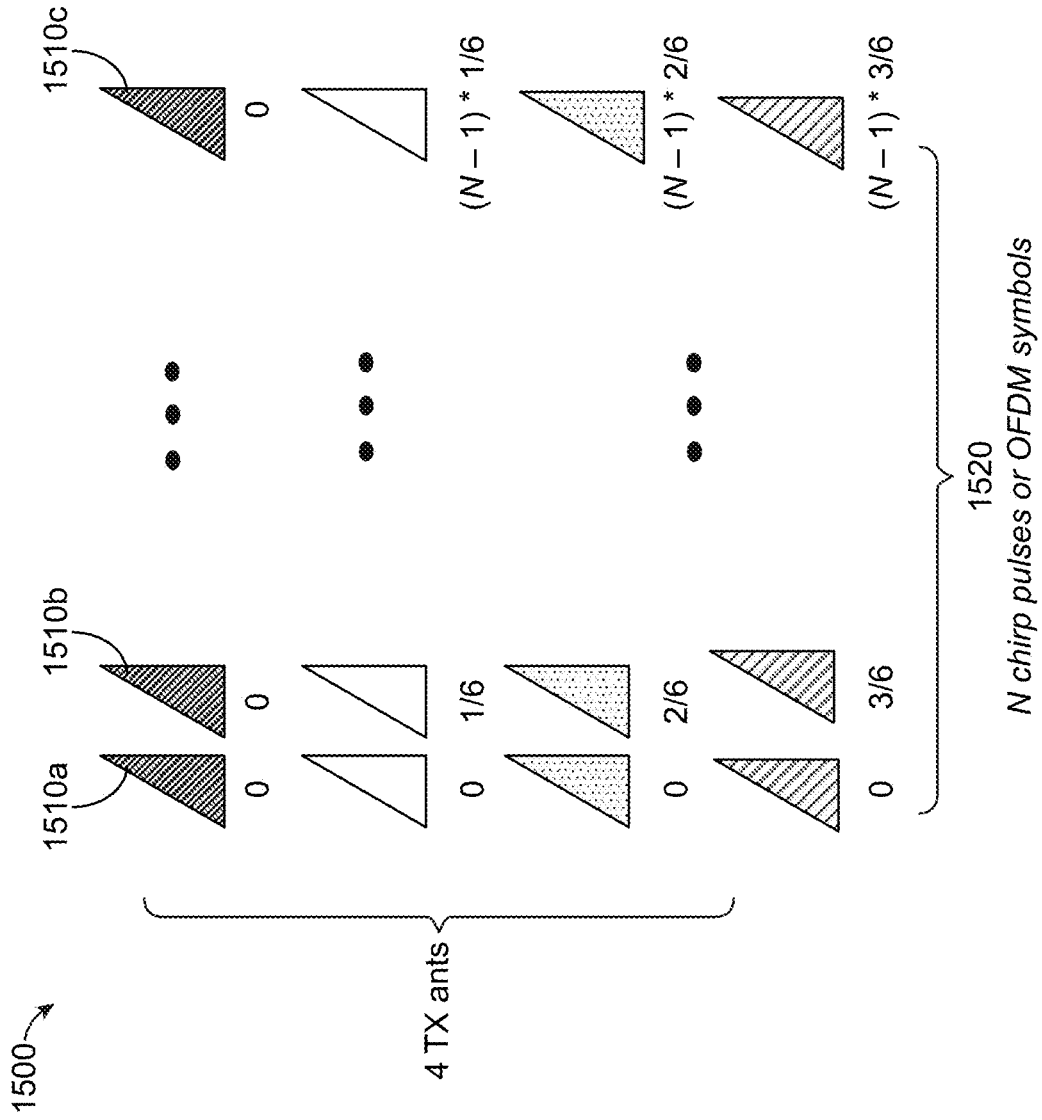 1500
1510a
1510b
1510c
0 0 0
0 1/6 (N – 1) * 1/6
0 2/6 (N – 1) * 2/6
0 3/6 (N – 1) * 3/6
4 TX ants
1520
N chirp pulses or OFDM symbols